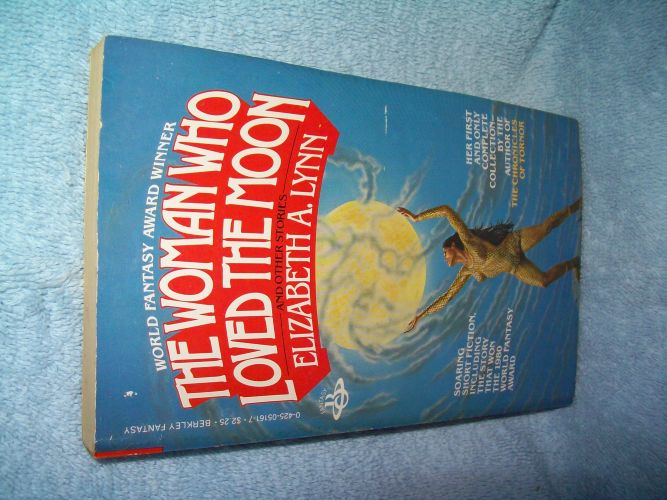 WORLD FANTASY AWARD WINNER
THE WOMAN WHO
LOVED THE MOON
AND OTHER STORIES
ELIZABETH A. LYNN
HER FIRST
AND ONLY
COMPLETE
COLLECTION—
BY THE
AUTHOR OF
THE CHRONICLES
OF TORNOR
SOARING
SHORT FICTION,
INCLUDING
THE STORY
THAT WON
THE 1980
WORLD FANTASY
AWARD
FANTASY
0-425-05161-7 • $2.25 • BERKLEY FANTASY